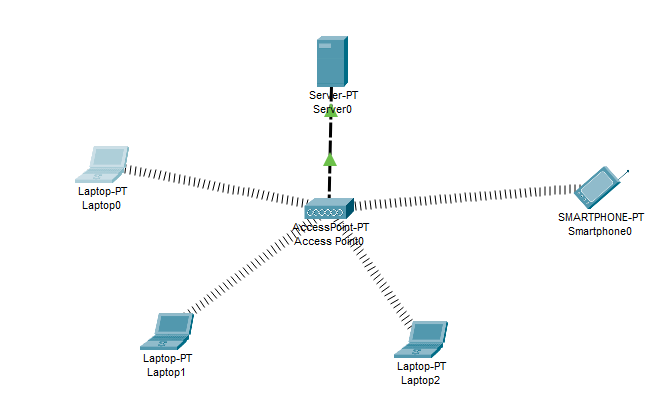 Server-PT
Server0
Laptop-PT
Laptop0
SMARTPHONE-PT
Smartphone0
AccessPoint-PT
Access Point0
Laptop-PT
Laptop1
Laptop-PT
Laptop2